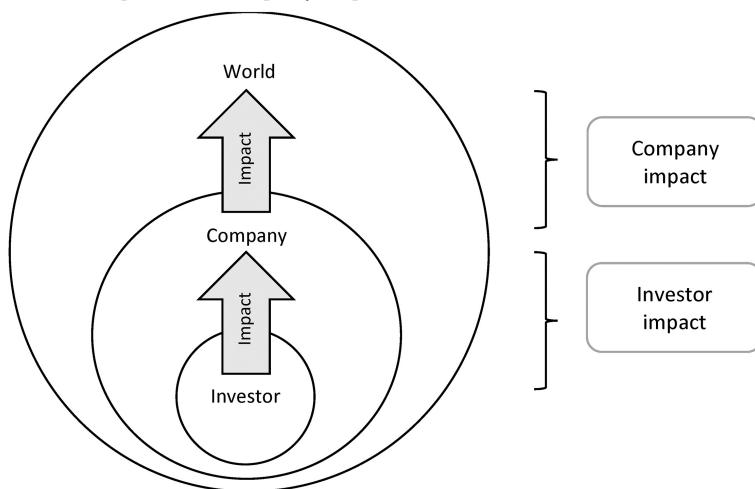 World
Impact
Company
impact
Company
Impact
Investor
impact
Investor